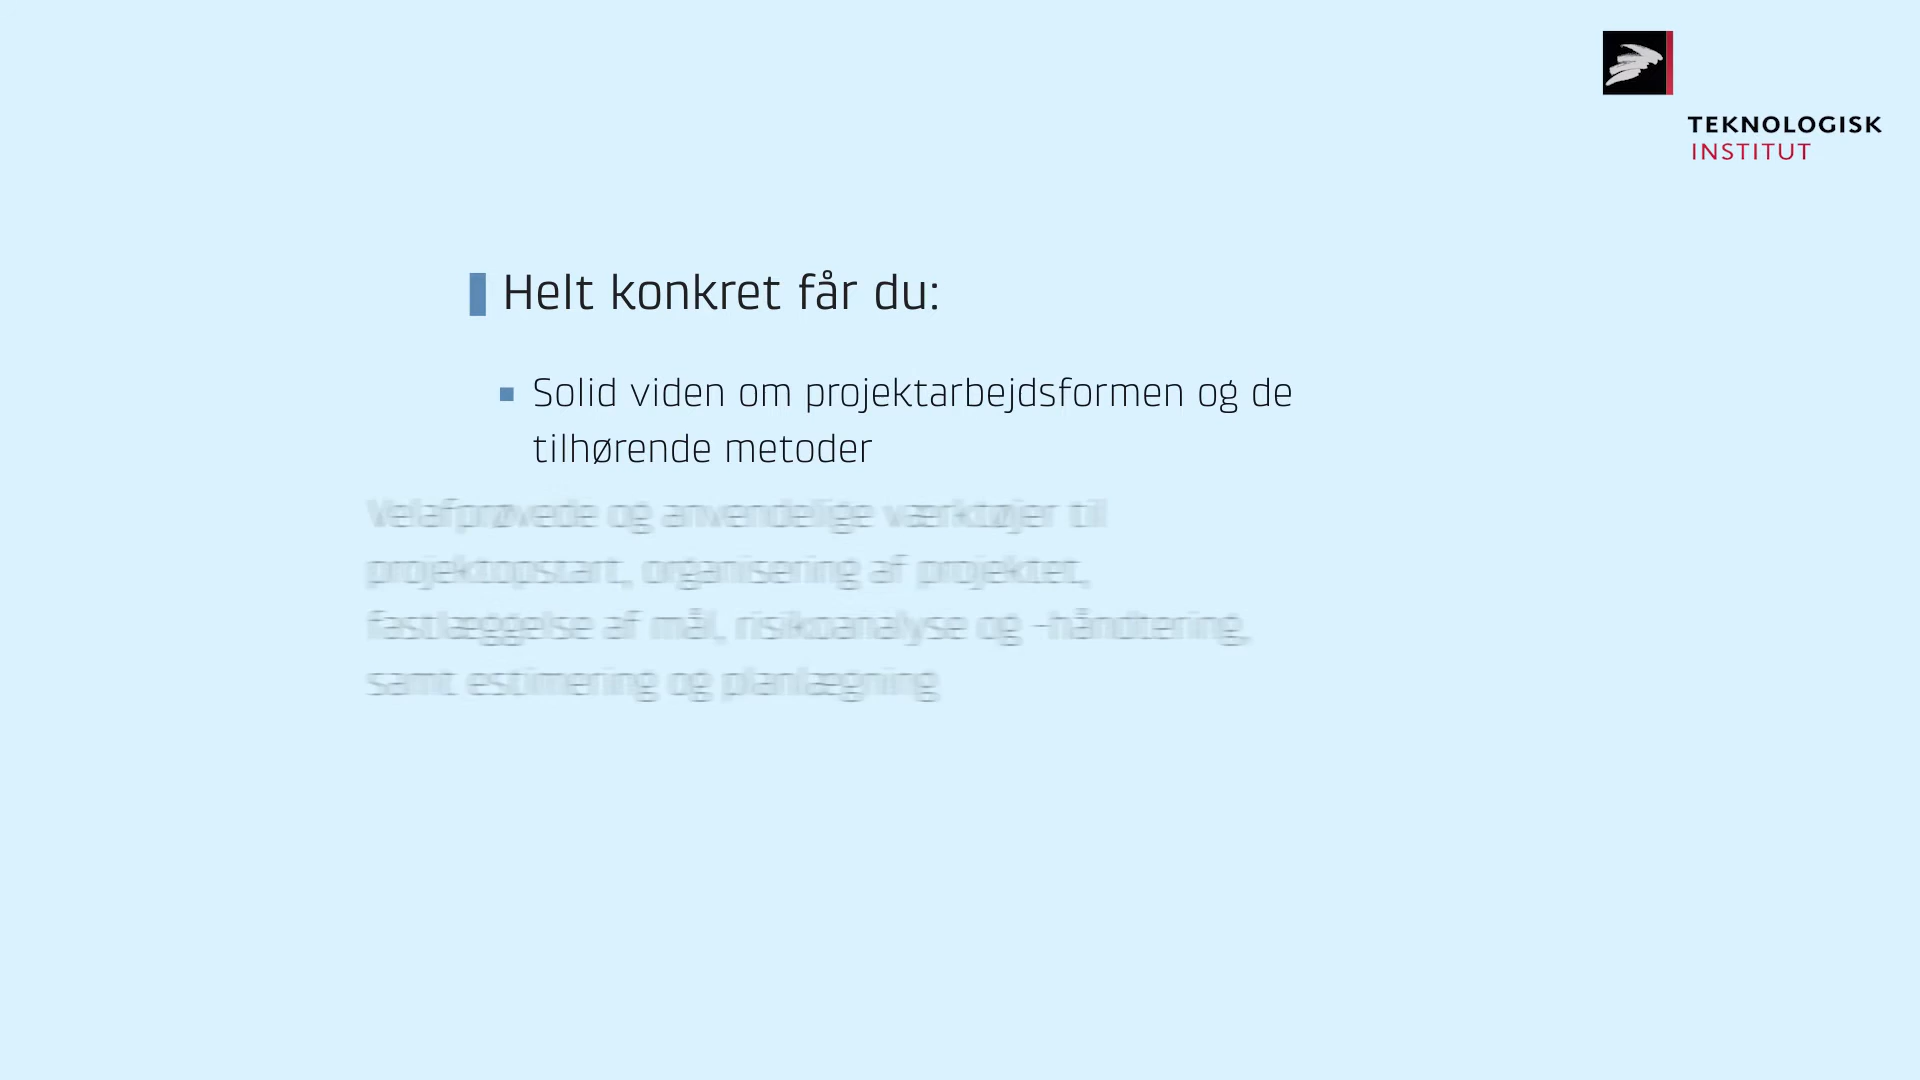 TEKNOLOGISK
INSTITUT
Helt konkret får du:
Solid viden om projektarbejdsformen og de
tilhørende metoder
Velafprøvede og anvendelige værktøjer til
projektopstart, organisering af projektet,
fastlæggelse af mål, risikoanalyse og -håndtering,
samt estimering og planlægning